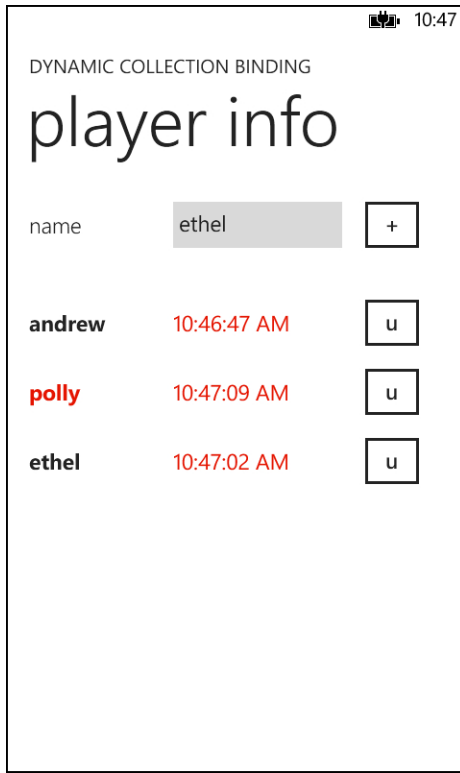 10:47
DYNAMIC COLLECTION BINDING
player info
name ethel +
andrew 10:46:47 AM u
polly 10:47:09 AM u
ethel 10:47:02 AM u